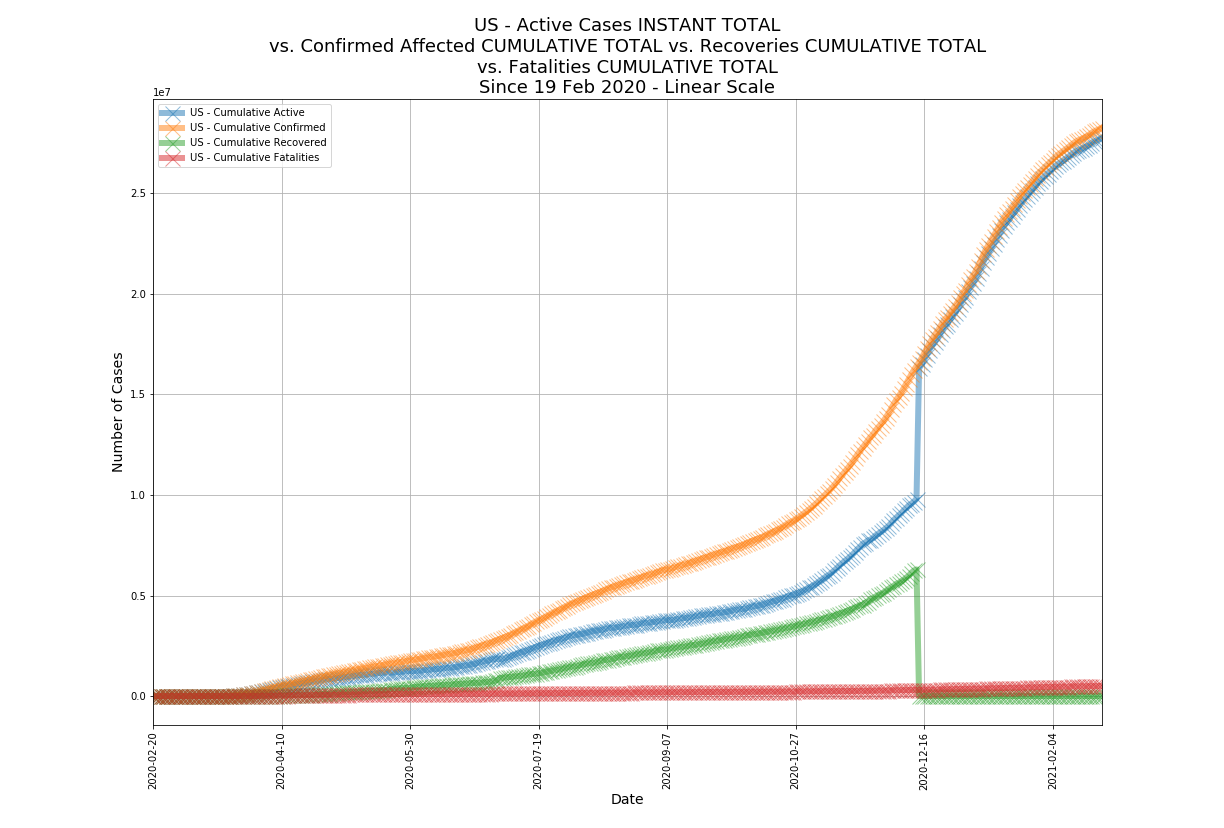 US - Active Cases INSTANT TOTAL
vs. Confirmed Affected CUMULATIVE TOTAL vs. Recoveries CUMULATIVE TOTAL
vs. Fatalities CUMULATIVE TOTAL
Since 19 Feb 2020 - Linear Scale
1e7
US - Cumulative Active
US - Cumulative Confirmed
US - Cumulative Recovered
US - Cumulative Fatalities
2.5
2.0
1.5
1.0
0.5
0.0
Number of Cases
2020-02-20
2020-04-10
2020-05-30
2020-07-19
2020-09-07
2020-10-27
2020-12-16
2021-02-04
Date